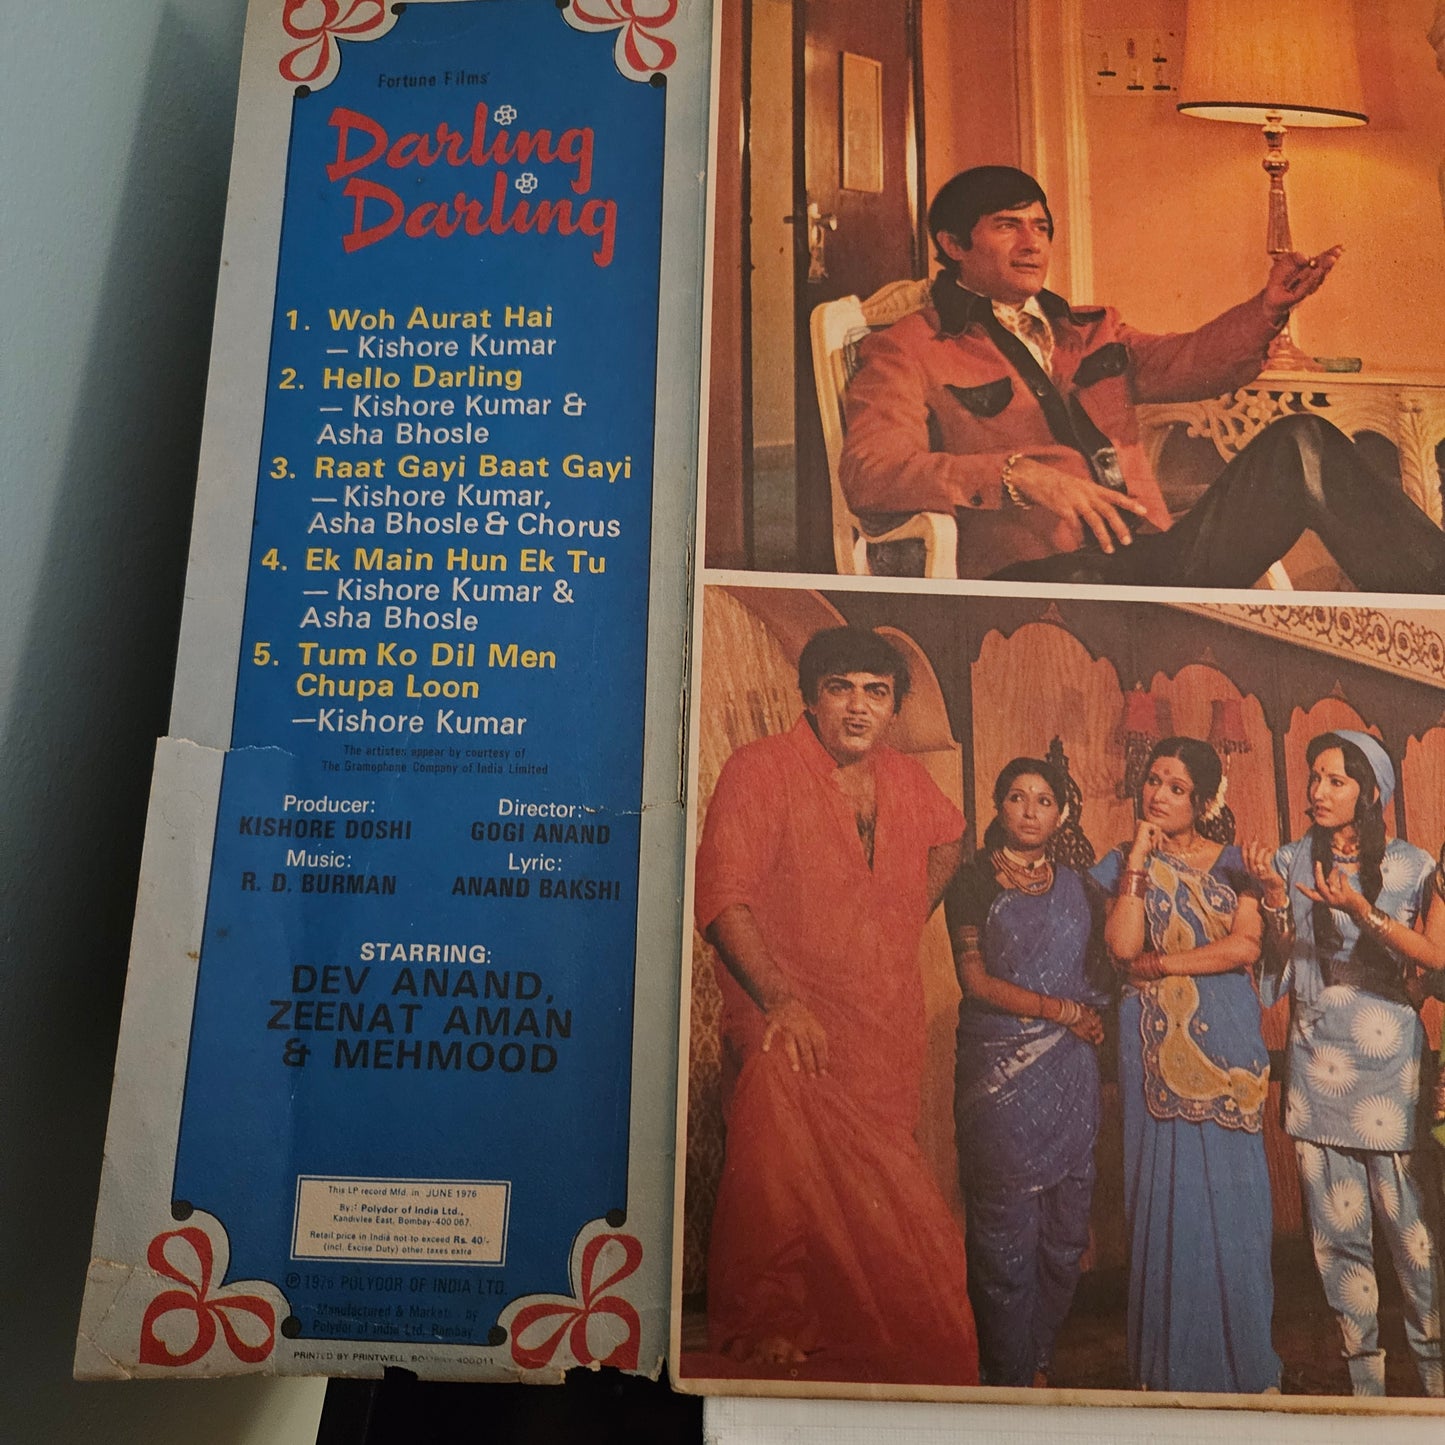 Fortune Films'
Darling
Darling
1. Woh Aurat Hai
— Kishore Kumar
2. Hello Darling
— Kishore Kumar &
Asha Bhosle
3. Raat Gayi Baat Gayi
— Kishore Kumar,
Asha Bhosle & Chorus
4. Ek Main Hun Ek Tu
— Kishore Kumar &
Asha Bhosle
5. Tum Ko Dil Men
Chupa Loon
—Kishore Kumar
The artistes appear by courtesy of
The Gramophone Company of India Limited
Producer:
KISHORE DOSHI
Director:
GOGI ANAND
Music:
R. D. BURMAN
Lyric:
ANAND BAKSHI
STARRING:
DEV ANAND,
ZEENAT AMAN
& MEHMOOD
This LP record Mfd. in JUNE 1976
By: Polydor of India Ltd.,
Kandivlee East, Bombay-400 067.
Retail price in India not to exceed Rs. 40/-
(incl. Excise Duty) other taxes extra
℗ 1976 POLYDOR OF INDIA LTD.
Manufactured & by
Polydor of India Ltd. Bombay
PRINTED BY PRINTWELL, BOMBAY 400011